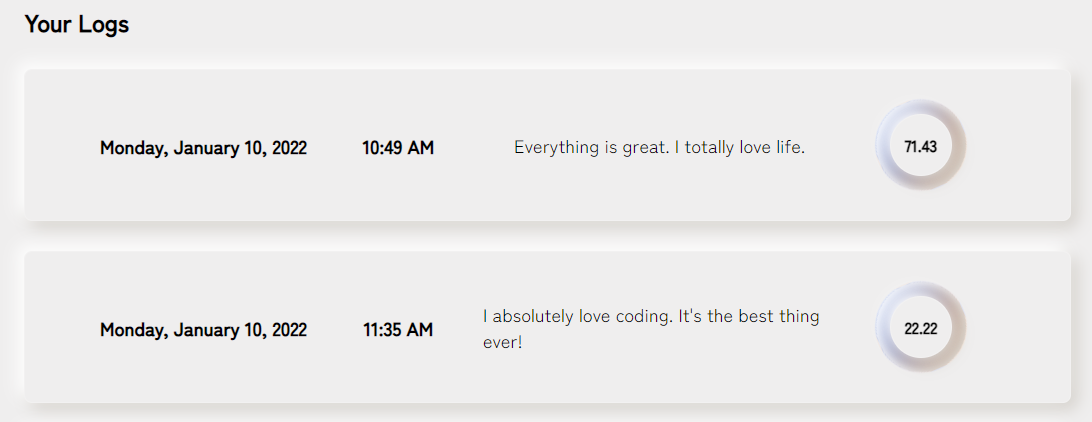 Your Logs
Monday, January 10, 2022 10:49 AM Everything is great. I totally love life. 71.43
Monday, January 10, 2022 11:35 AM I absolutely love coding. It's the best thing
ever! 22.22